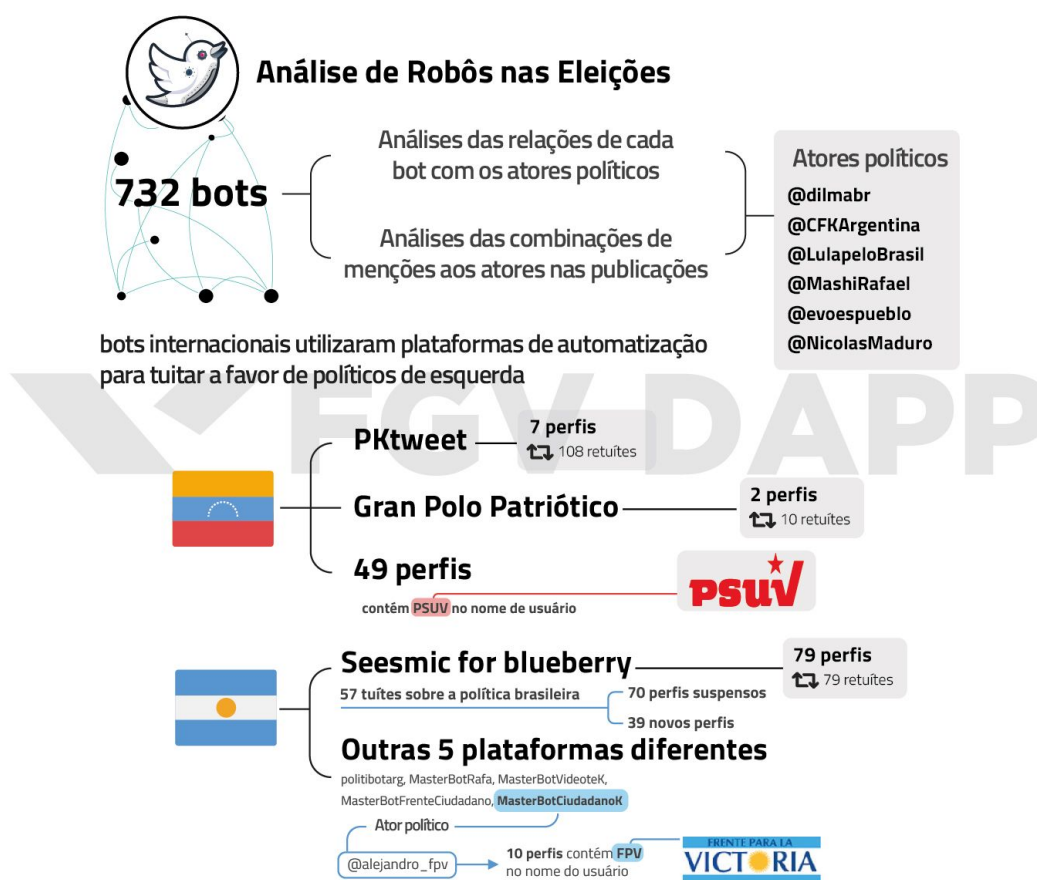 Análise de Robôs nas Eleições
732 bots
Análises das relações de cada
bot com os atores políticos
Análises das combinações de
menções aos atores nas publicações
Atores políticos
@dilmabr
@CFKArgentina
@LulapeloBrasil
@MashiRafael
@evoespueblo
@NicolasMaduro
bots internacionais utilizaram plataformas de automatização
para tuitar a favor de políticos de esquerda
FGV DAPP
PKtweet
7 perfis
108 retuítes
Gran Polo Patriótico
2 perfis
10 retuítes
49 perfis
contém PSUV no nome de usuário
PSUV
Seesmic for blueberry
79 perfis
79 retuítes
57 tuítes sobre a política brasileira
70 perfis suspensos
39 novos perfis
Outras 5 plataformas diferentes
politibotarg, MasterBotRafa, MasterBotVideoteK,
MasterBotFrenteCiudadano, MasterBotCiudadanoK
Ator político
@alejandro_fpv
10 perfis contém FPV
no nome do usuário
FRENTE PARA LA
VICTORIA